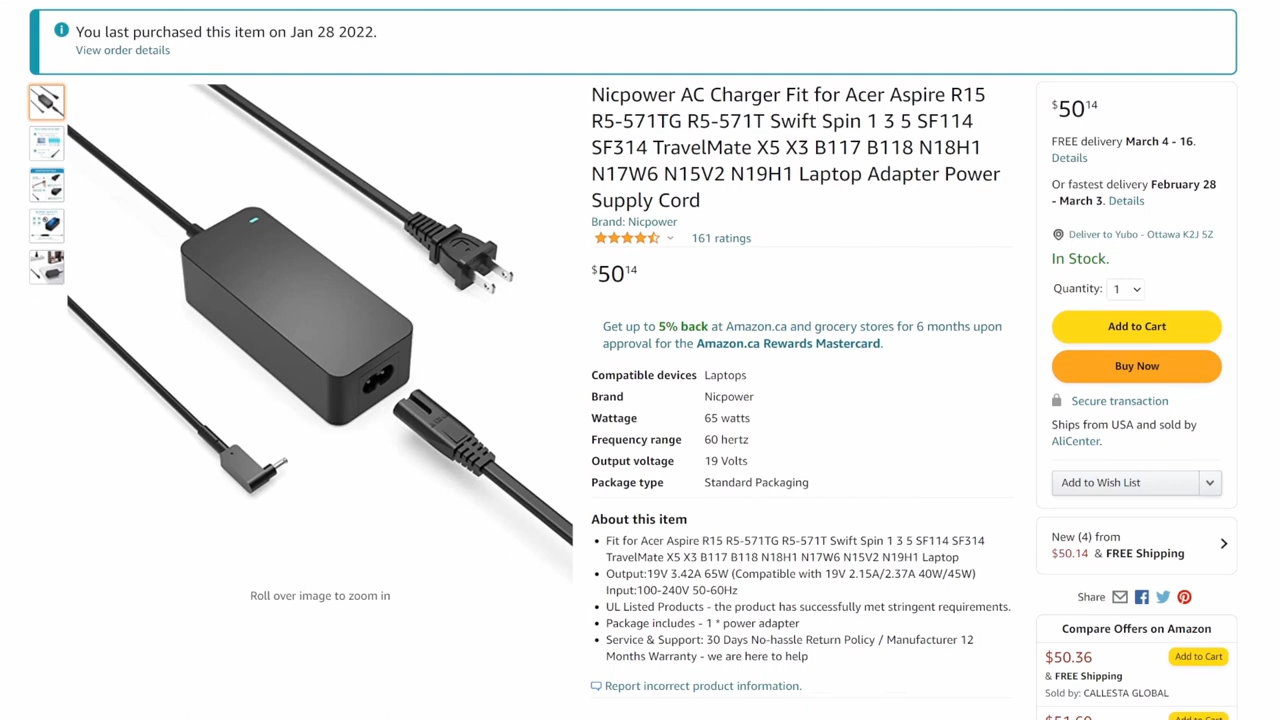 You last purchased this item on Jan 28 2022.
View order details
Nicpower AC Charger Fit for Acer Aspire R15
R5-571TG R5-571T Swift Spin 1 3 5 SF114
SF314 TravelMate X5 X3 B117 B118 N18H1
N17W6 N15V2 N19H1 Laptop Adapter Power
Supply Cord
Brand: Nicpower
161 ratings
$50 14
Get up to 5% back at Amazon.ca and grocery stores for 6 months upon
approval for the Amazon.ca Rewards Mastercard.
Compatible devices Laptops
Brand Nicpower
Wattage 65 watts
Frequency range 60 hertz
Output voltage 19 Volts
Package type Standard Packaging
About this item
• Fit for Acer Aspire R15 R5-571TG R5-571T Swift Spin 1 3 5 SF114 SF314
TravelMate X5 X3 B117 B118 N18H1 N17W6 N15V2 N19H1 Laptop
• Output:19V 3.42A 65W (Compatible with 19V 2.15A/2.37A 40W/45W)
Input:100-240V 50-60Hz
• UL Listed Products - the product has successfully met stringent requirements.
• Package includes - 1 * power adapter
• Service & Support: 30 Days No-hassle Return Policy / Manufacturer 12
Months Warranty - we are here to help
Report incorrect product information.
Roll over image to zoom in
$50 14
FREE delivery March 4 - 16.
Details
Or fastest delivery February 28
- March 3. Details
Deliver to Yubo - Ottawa K2J 5Z
In Stock.
Quantity: 1
Add to Cart
Buy Now
Secure transaction
Ships from USA and sold by
AliCenter.
Add to Wish List
New (4) from
$50.14 & FREE Shipping
Share
Compare Offers on Amazon
$50.36
Add to Cart
& FREE Shipping
Sold by: CALLESTA GLOBAL